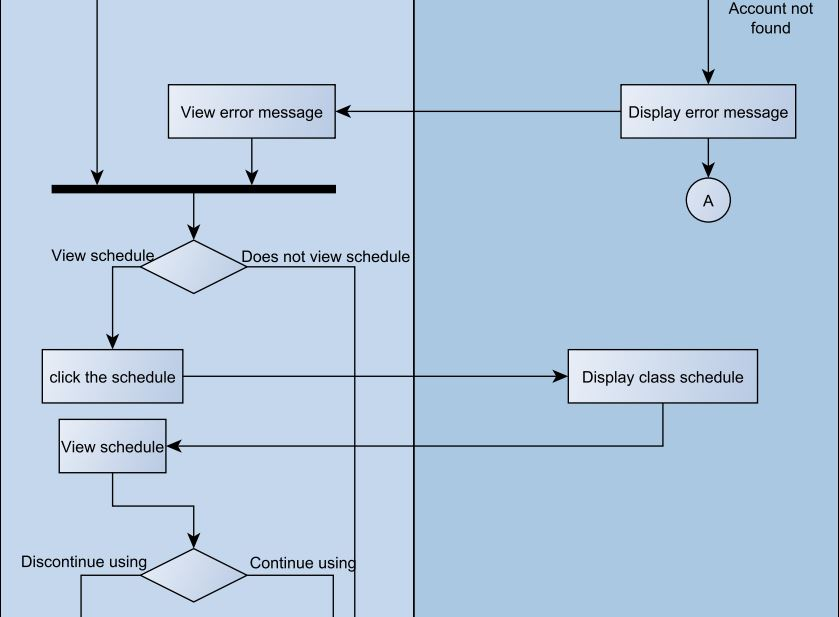 Account not
found
View error message
Display error message
A
View schedule
Does not view schedule
click the schedule
Display class schedule
View schedule
Discontinue using
Continue using